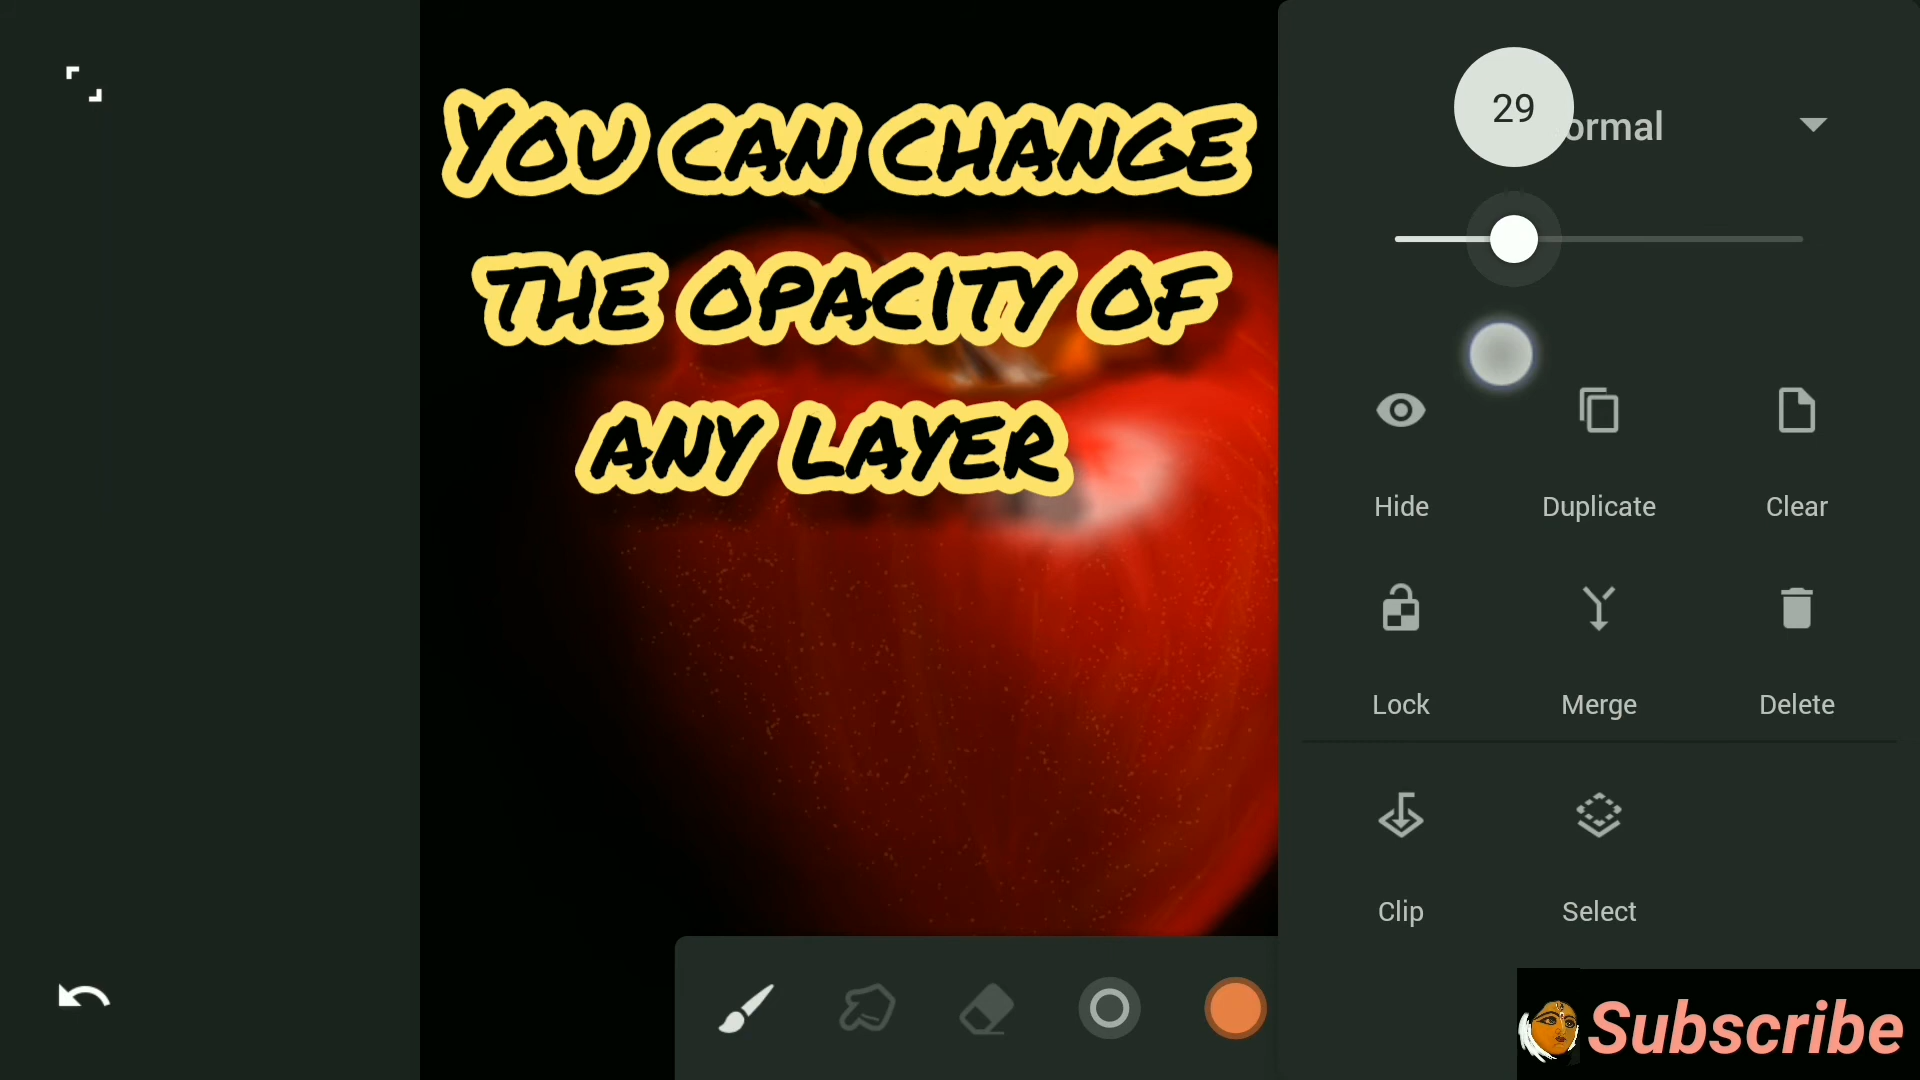 YOU CAN CHANGE
THE OPACITY OF
ANY LAYER
29
ormal
Hide
Duplicate
Clear
Lock
Merge
Delete
Clip
Select
Subscribe